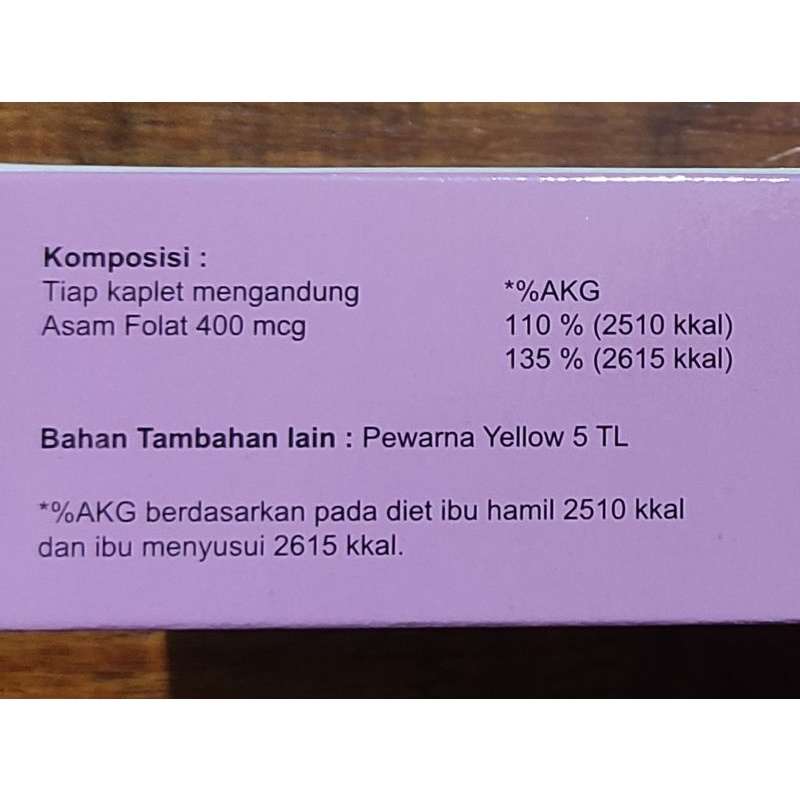 Komposisi :
Tiap kaplet mengandung *%AKG
Asam Folat 400 mcg 110 % (2510 kkal)
135 % (2615 kkal)
Bahan Tambahan lain : Pewarna Yellow 5 TL
*%AKG berdasarkan pada diet ibu hamil 2510 kkal
dan ibu menyusui 2615 kkal.